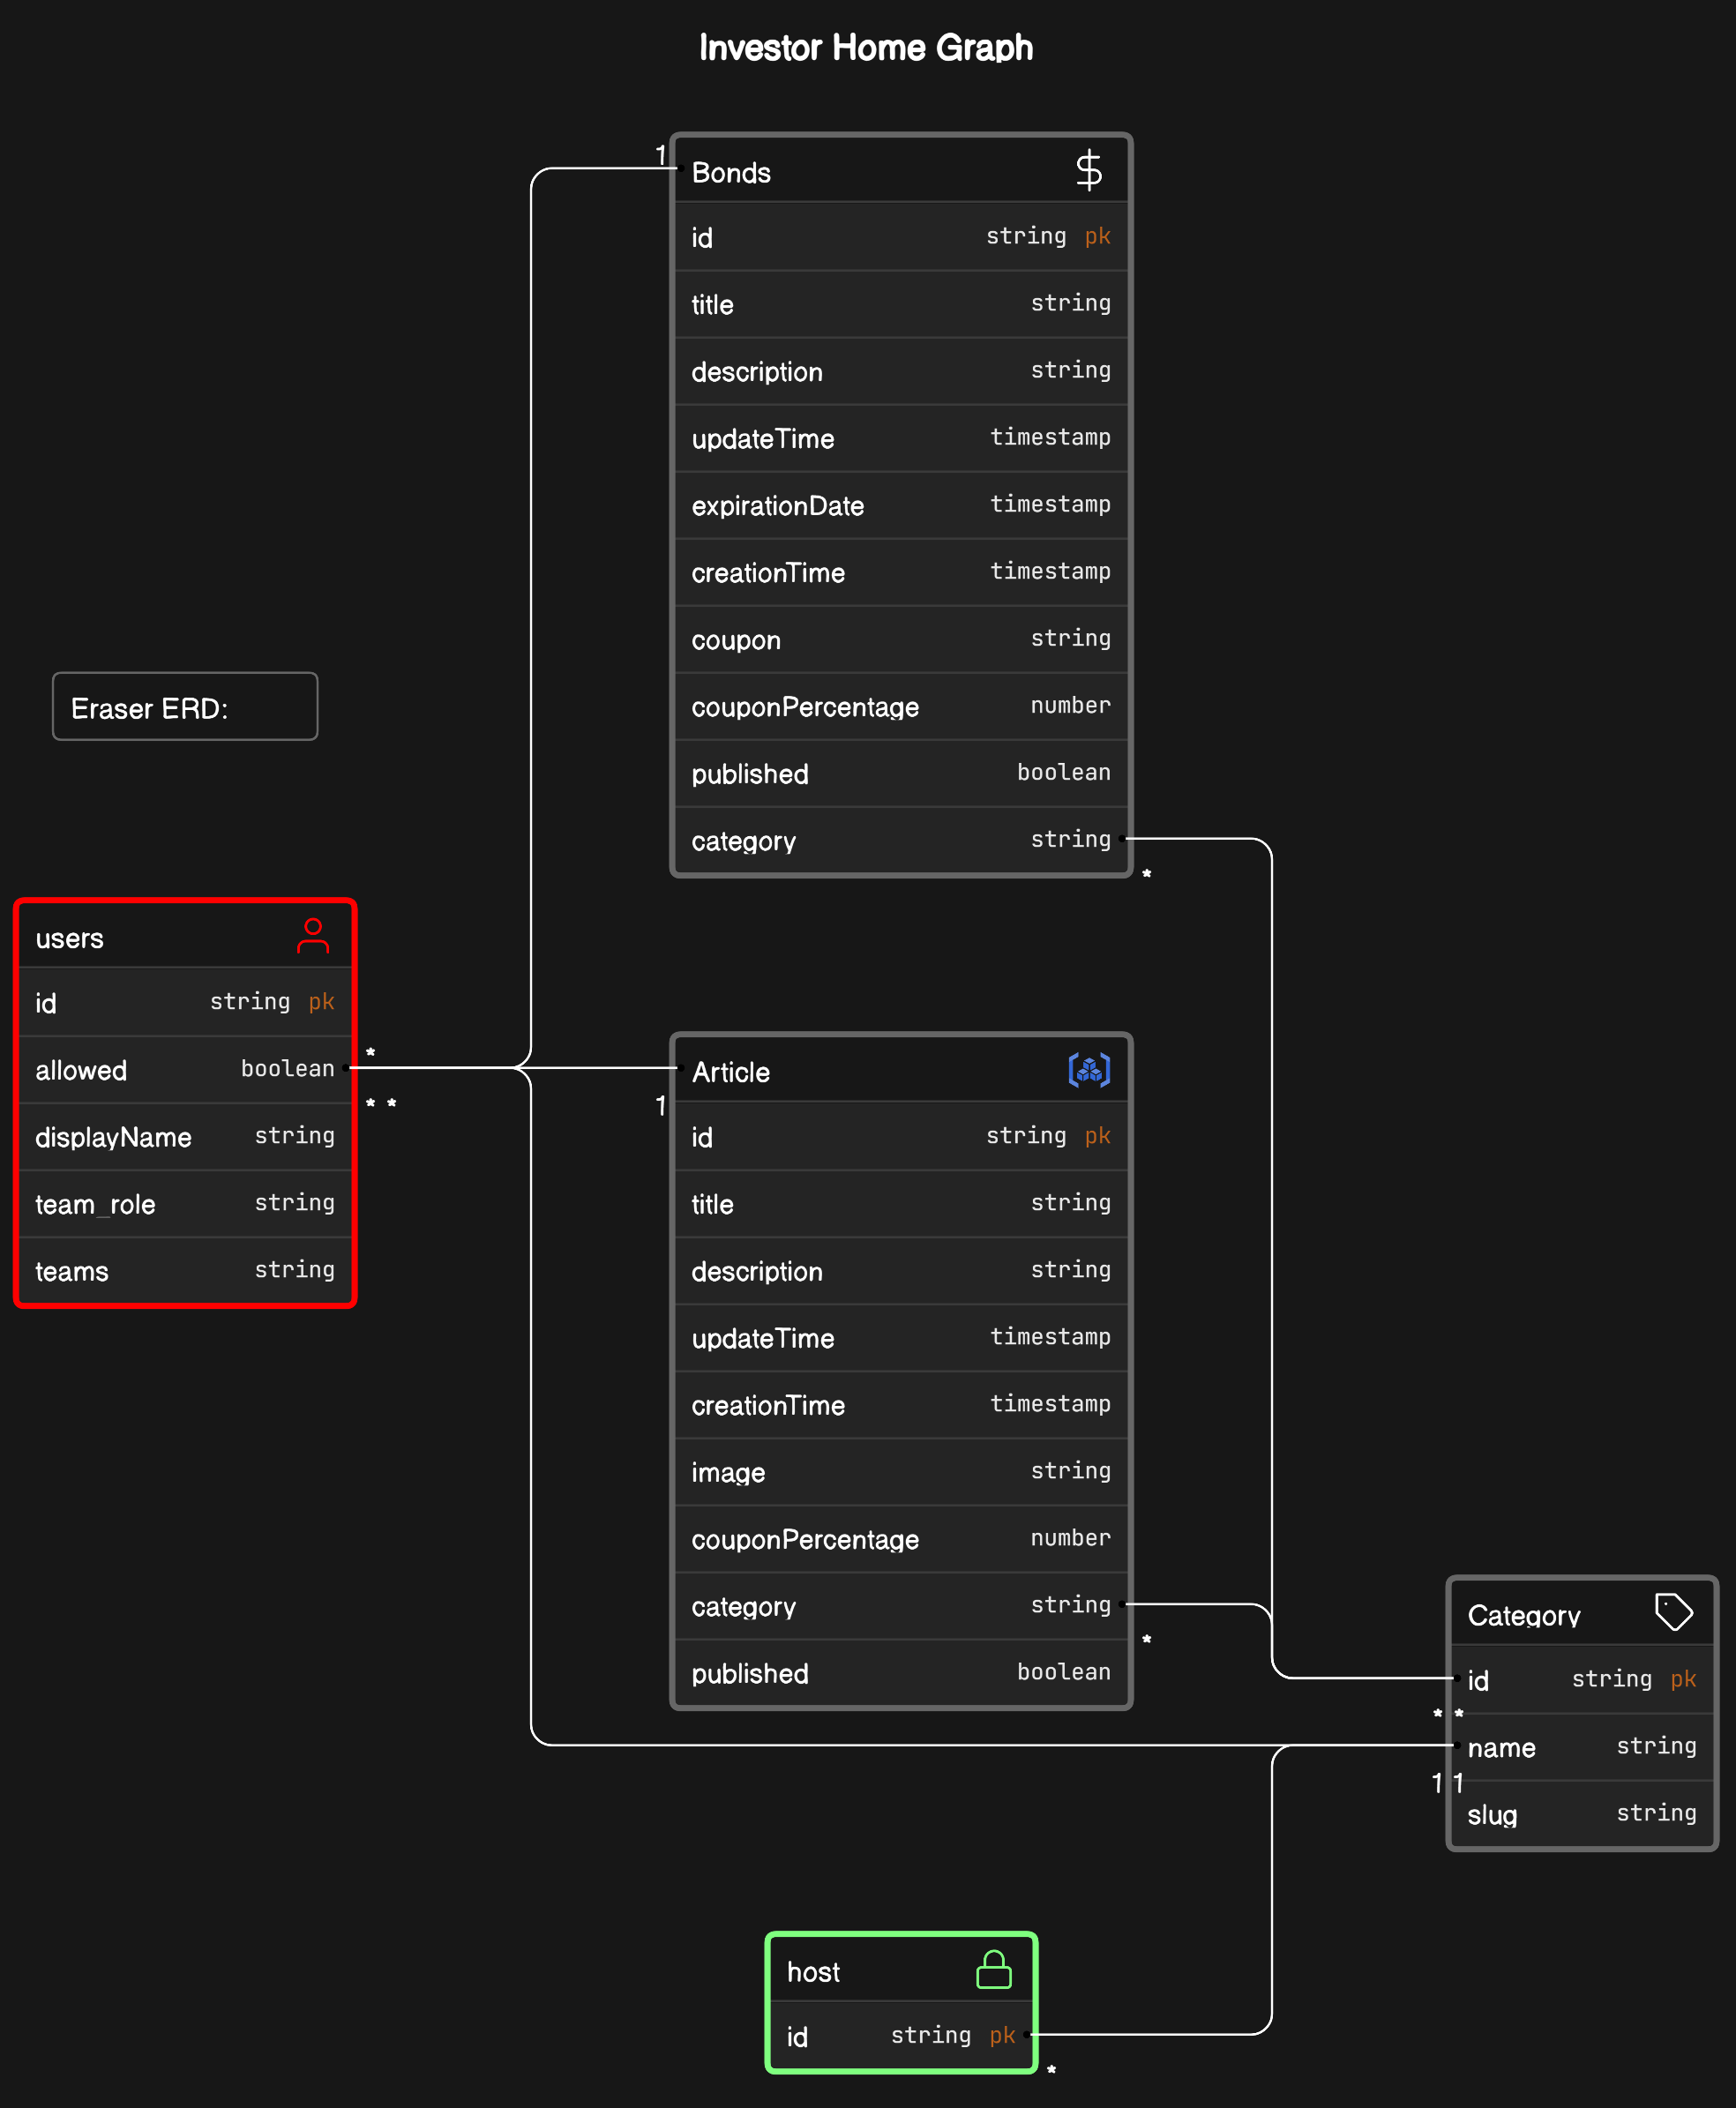 Investor Home Graph
1
Bonds
id string pk
title string
description string
updateTime timestamp
expirationDate timestamp
creationTime timestamp
coupon string
couponPercentage number
published boolean
category string
*
Eraser ERD:
users
id string pk
allowed boolean
displayName string
team_role string
teams string
*
* *
1
Article
id string pk
title string
description string
updateTime timestamp
creationTime timestamp
image string
couponPercentage number
category string
published boolean
*
Category
id string pk
* *
name string
1 1
slug string
host
id string pk
*